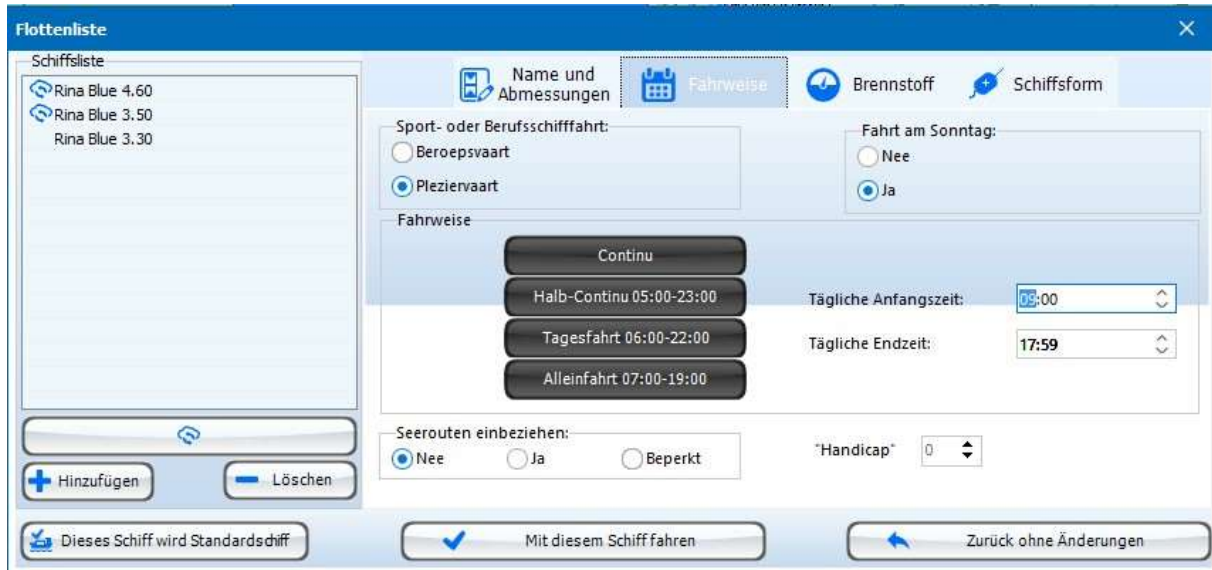 Flottenliste
Schiffsliste
Rina Blue 4.60
Rina Blue 3.50
Rina Blue 3.30
Hinzufügen
Löschen
Name und
Abmessungen
Fahrweise
Brennstoff
Schiffsform
Sport- oder Berufsschifffahrt:
Beroepsvaart
Pleziervaart
Fahrt am Sonntag:
Nee
Ja
Fahrweise
Continu
Halb-Continu 05:00-23:00
Tagesfahrt 06:00-22:00
Alleinfahrt 07:00-19:00
Tägliche Anfangszeit: 09:00
Tägliche Endzeit: 17:59
Seerouten einbeziehen:
Nee Ja Beperkt
"Handicap" 0
Dieses Schiff wird Standardschiff
Mit diesem Schiff fahren
Zurück ohne Änderungen